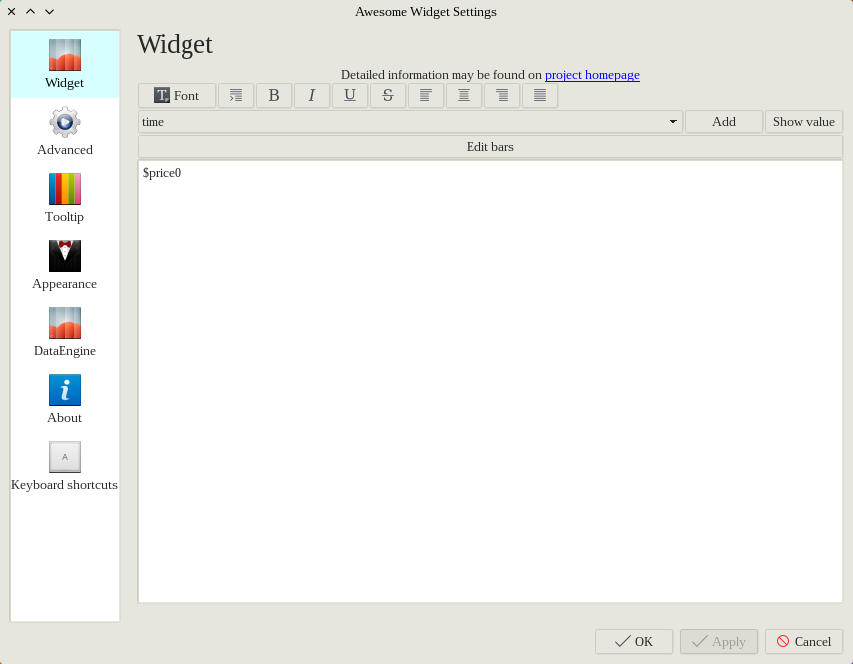 Awesome Widget Settings
Widget
Advanced
Tooltip
Appearance
DataEngine
About
A
Keyboard shortcuts
Widget
Detailed information may be found on project homepage
T, Font B I U S
time Add Show value
Edit bars
$price0
OK Apply Cancel